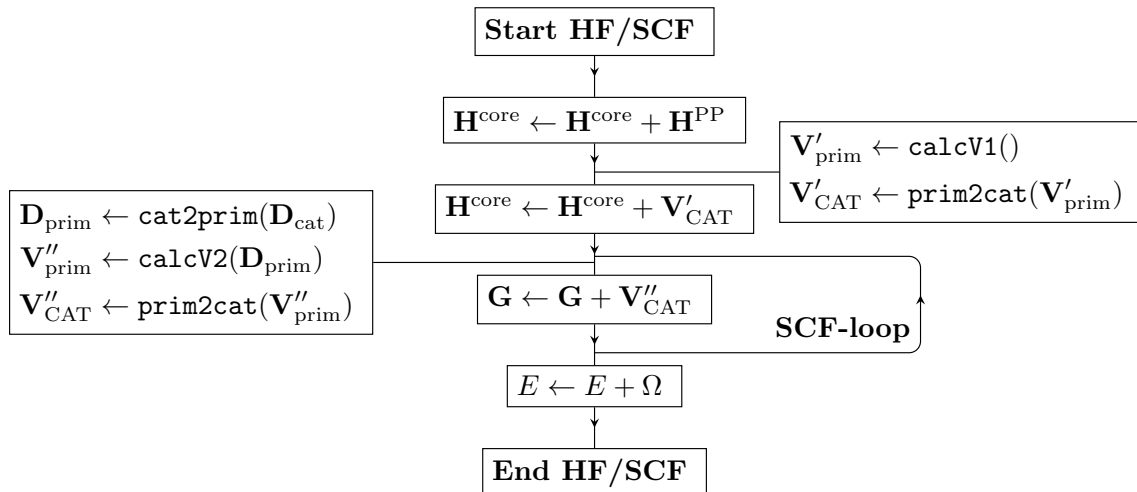 Start HF/SCF
H^core ← H^core + H^PP
V′_prim ← calcV1()
V′_CAT ← prim2cat(V′_prim)
H^core ← H^core + V′_CAT
D_prim ← cat2prim(D_cat)
V″_prim ← calcV2(D_prim)
V″_CAT ← prim2cat(V″_prim)
G ← G + V″_CAT
SCF-loop
E ← E + Ω
End HF/SCF